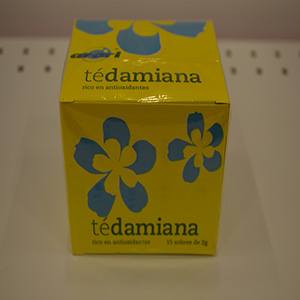 tédamiana
rico en antioxidantes
tédamiana
rico en antioxidantes 15 sobres de 2g